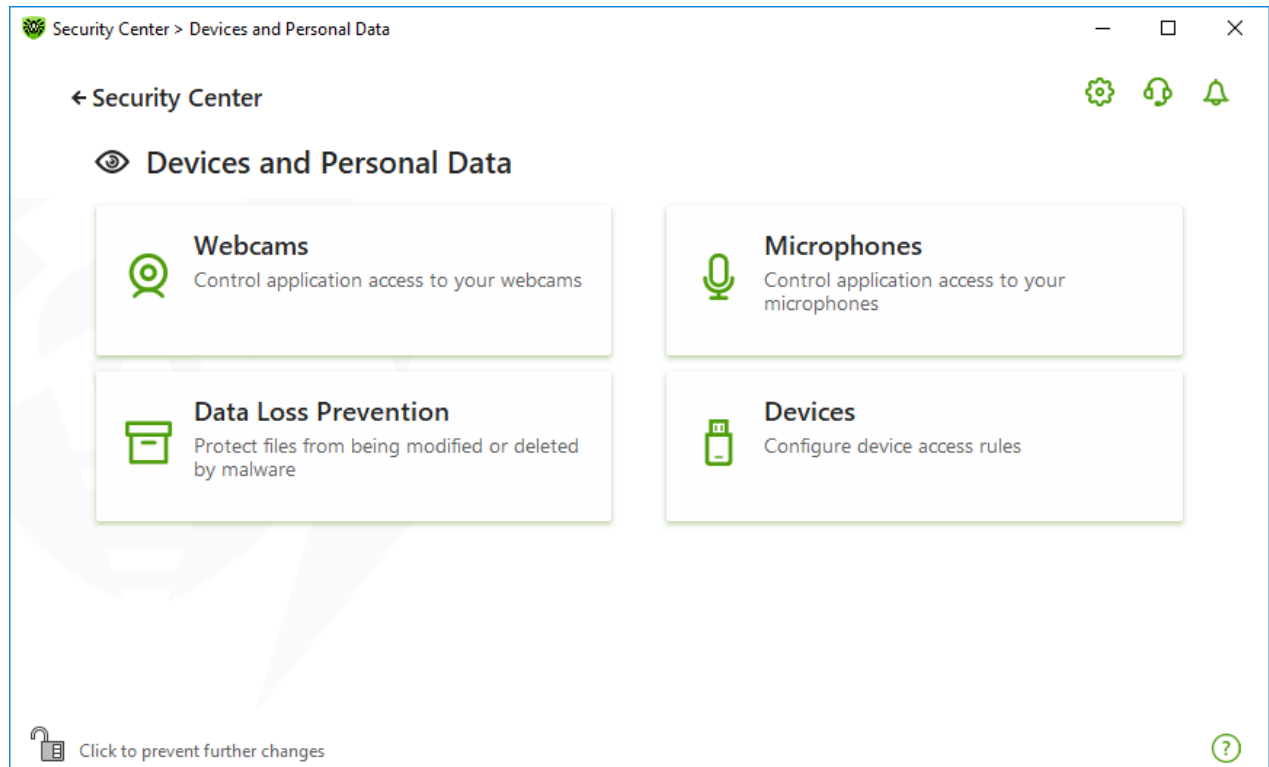 Security Center > Devices and Personal Data
Security Center
Devices and Personal Data
Webcams
Control application access to your webcams
Microphones
Control application access to your
microphones
Data Loss Prevention
Protect files from being modified or deleted
by malware
Devices
Configure device access rules
Click to prevent further changes
?